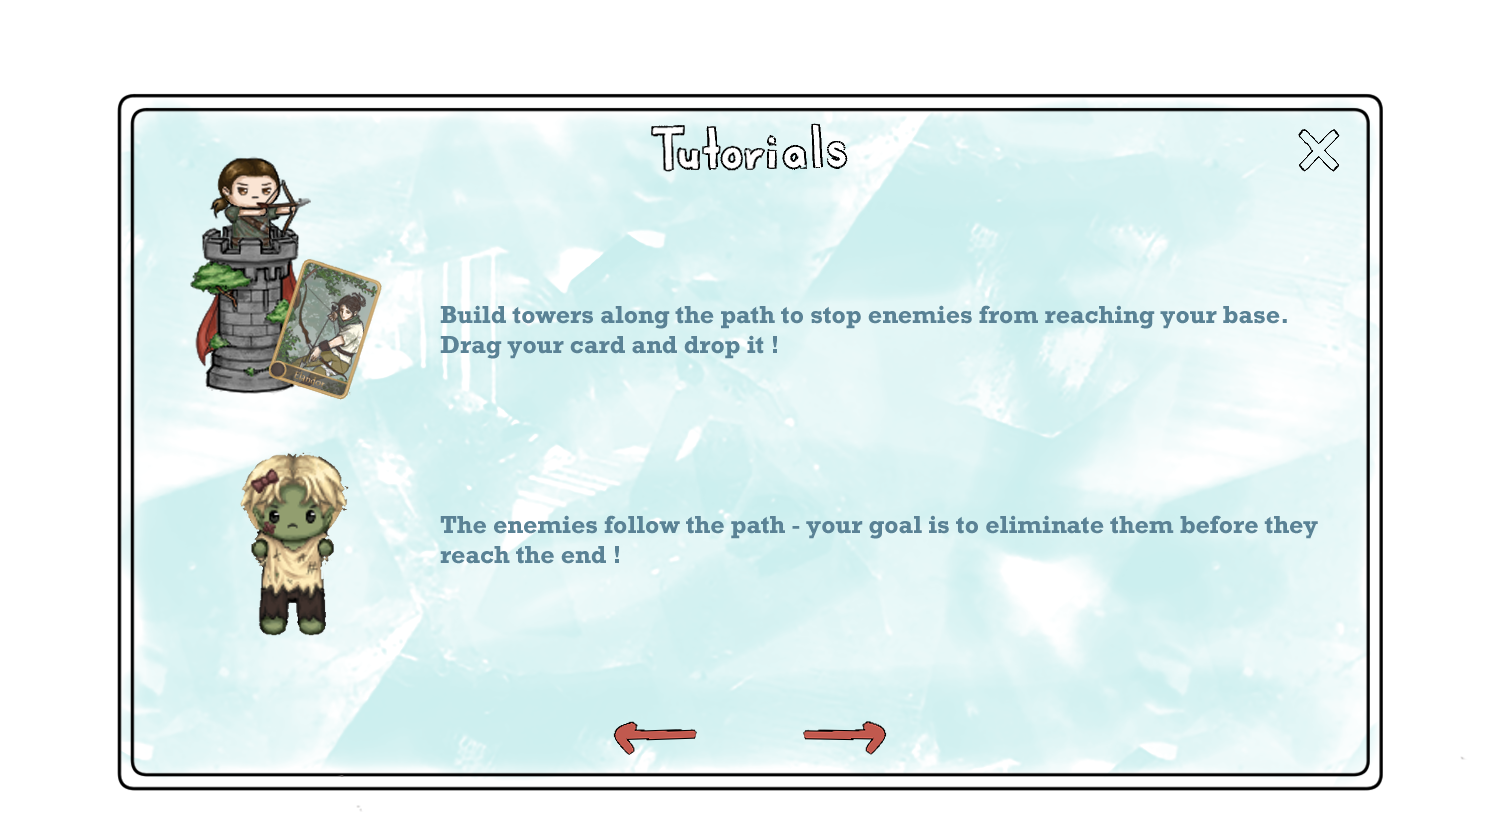 Tutorials
Build towers along the path to stop enemies from reaching your base.
Drag your card and drop it !
The enemies follow the path - your goal is to eliminate them before they
reach the end !